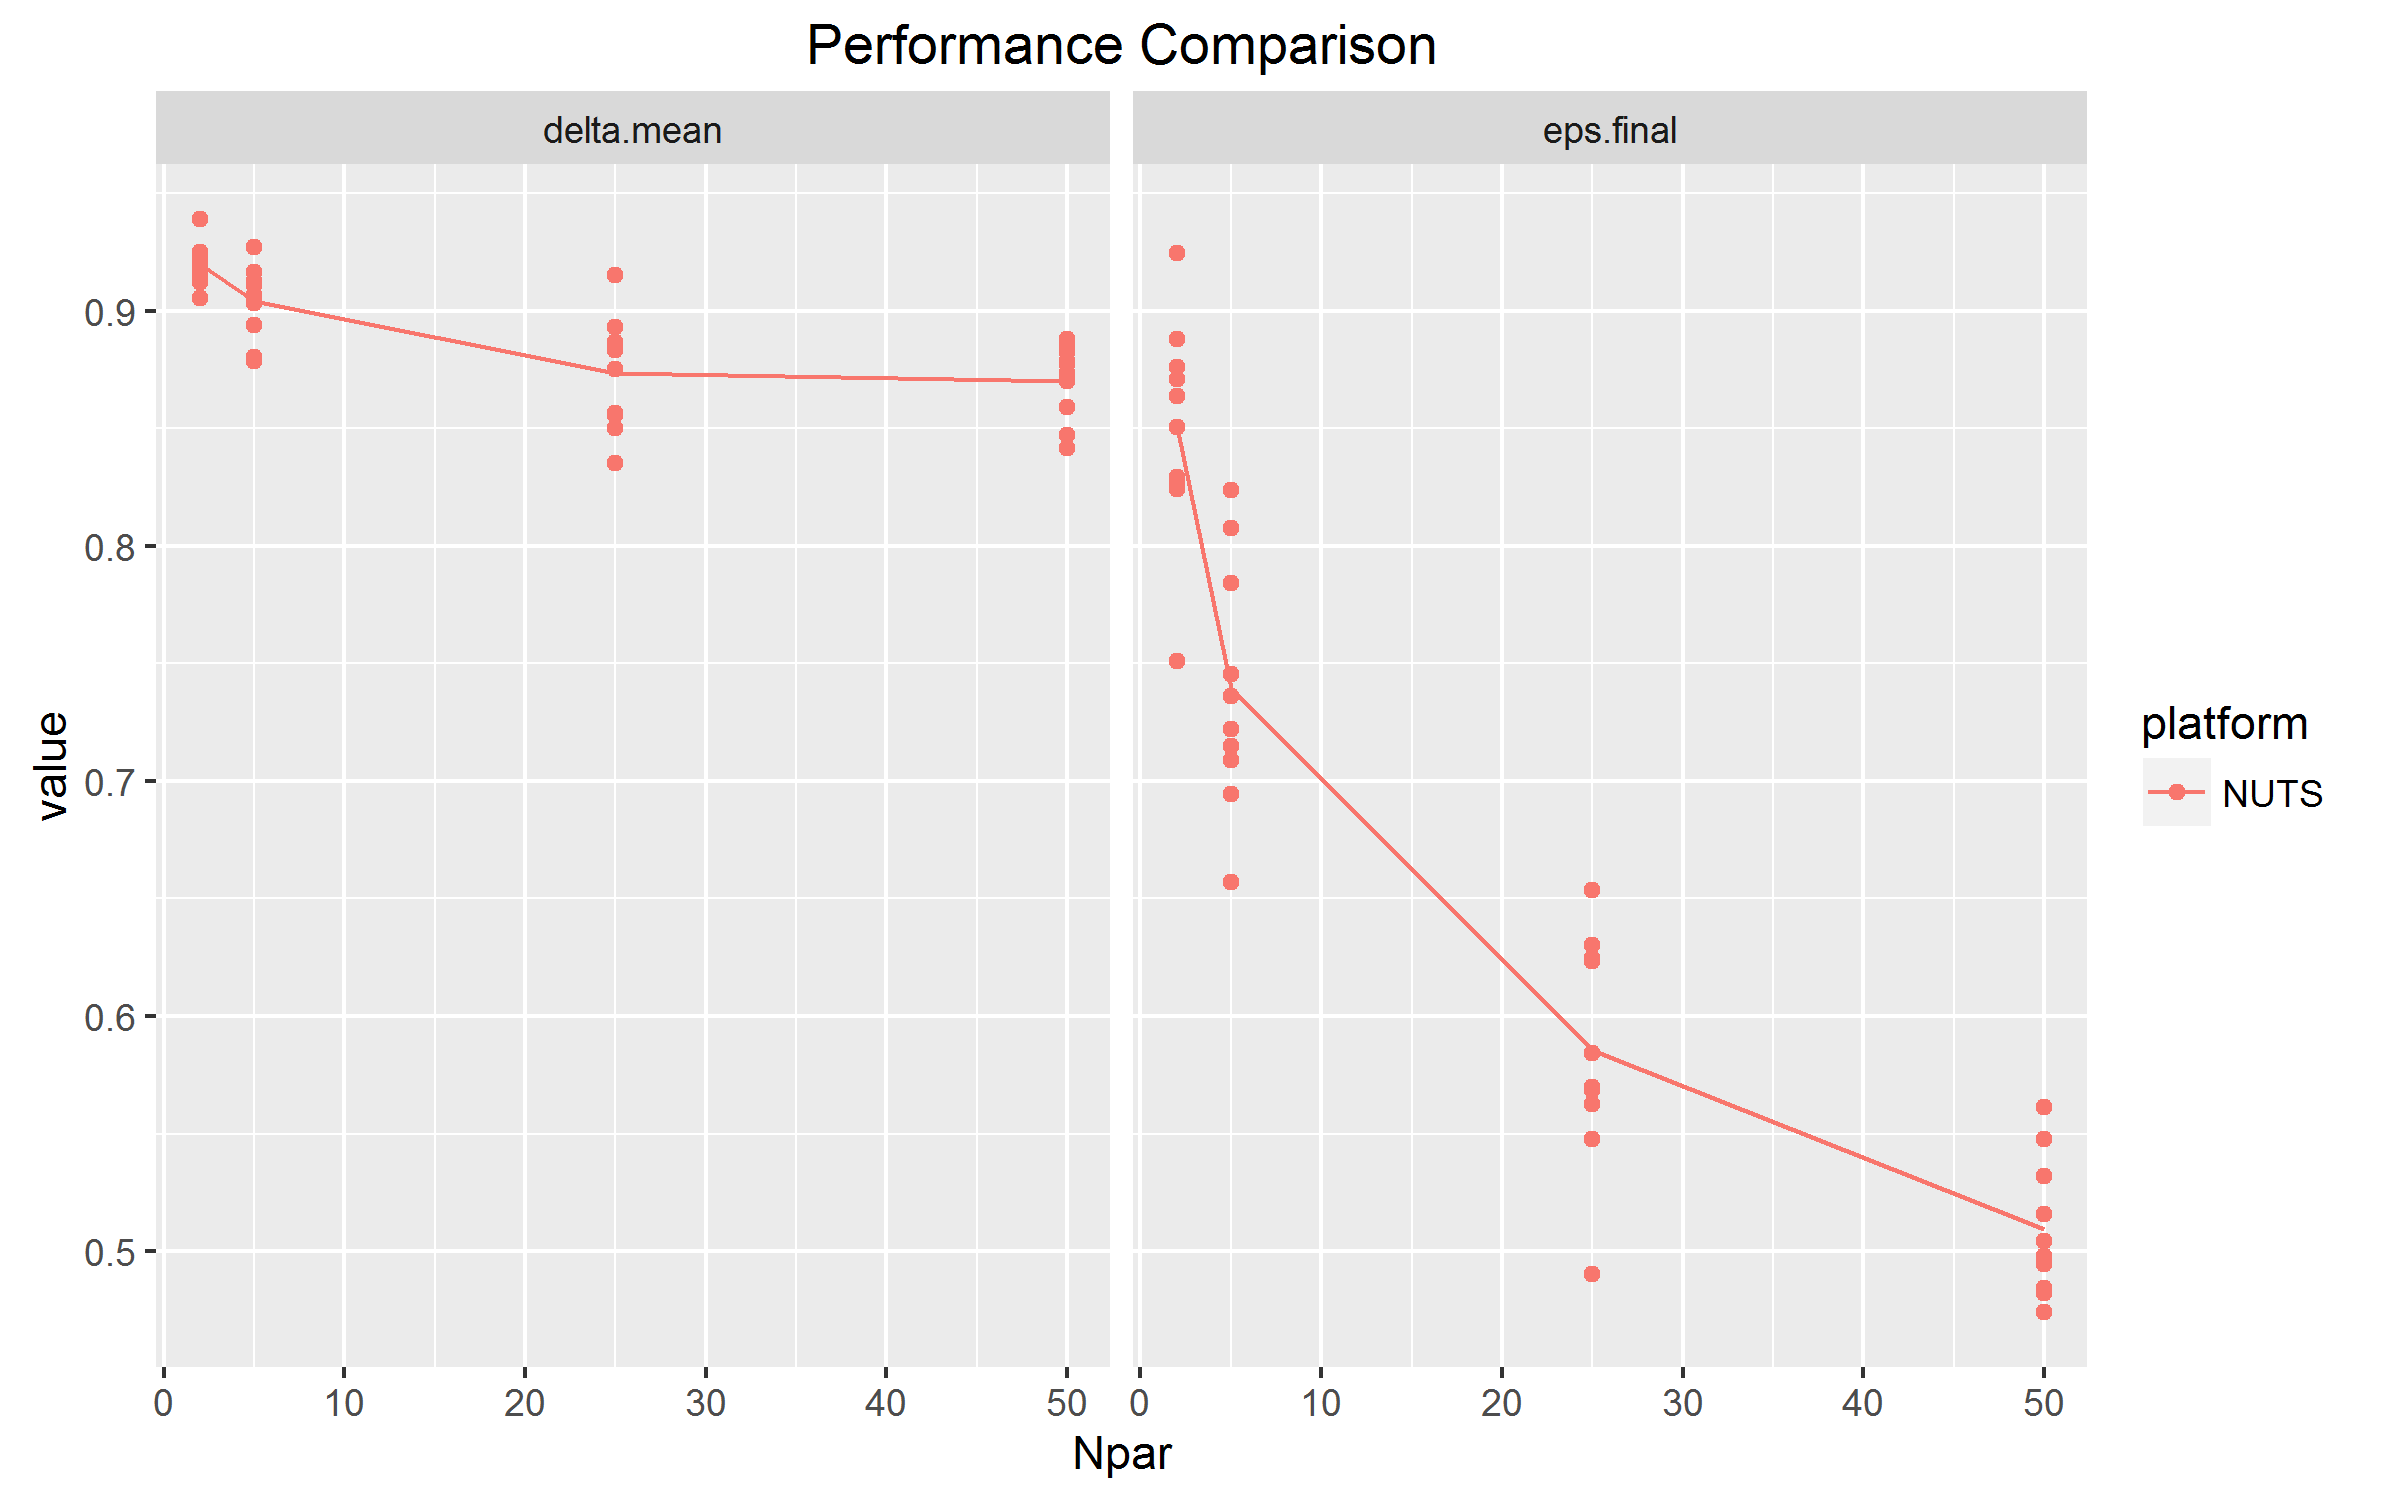 Performance Comparison
delta.mean eps.final
0.9
0.8
0.7
0.6
0.5
value
0 10 20 30 40 50 0 10 20 30 40 50
Npar
platform
NUTS